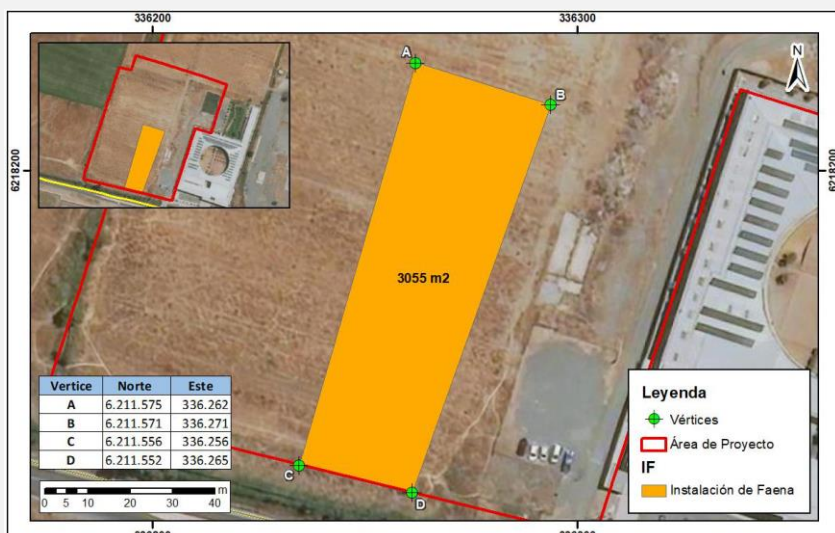 336200
336300
A
N
B
6218200
6218200
3055 m2
Vertice Norte Este
A 6.211.575 336.262
B 6.211.571 336.271
C 6.211.556 336.256
D 6.211.552 336.265
Leyenda
Vértices
Área de Proyecto
IF
Instalación de Faena
C
D
m
0 5 10 20 30 40